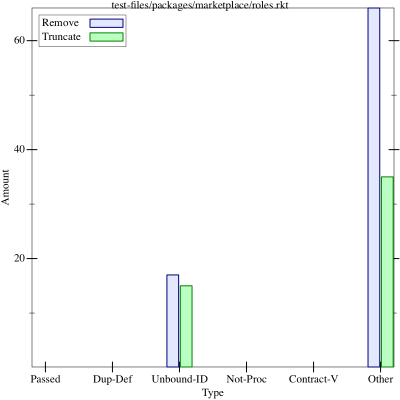 test-files/packages/marketplace/roles.rkt
Remove
Truncate
60
40
20
Amount
Passed Dup-Def Unbound-ID Not-Proc Contract-V Other
Type